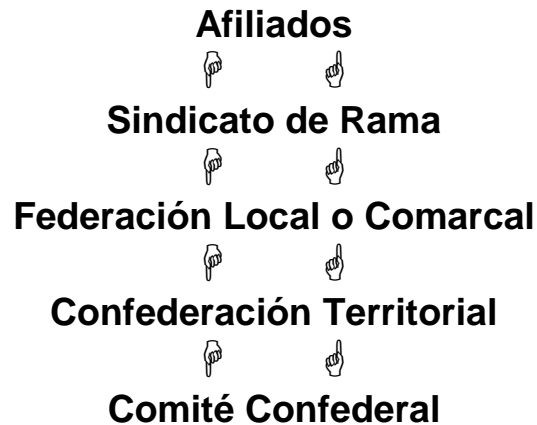 Afiliados
Sindicato de Rama
Federación Local o Comarcal
Confederación Territorial
Comité Confederal